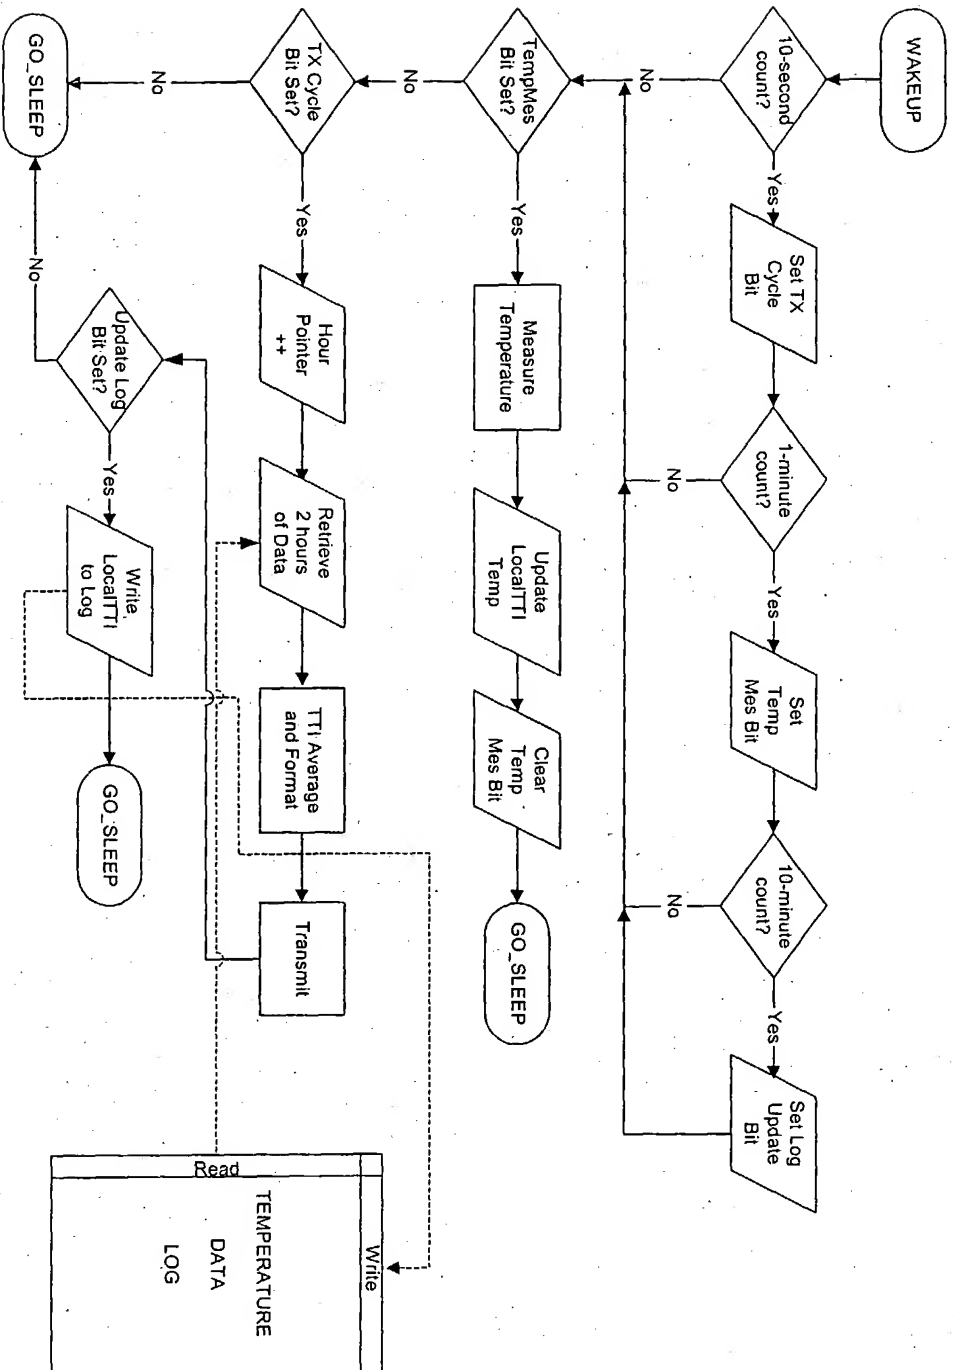 WAKEUP
10-second
count?
Yes
Set TX
Cycle
Bit
1-minute
count?
Yes
Set
Temp
Mes Bit
10-minute
count?
Yes
Set Log
Update
Bit
No
No
No
TempMes
Bit Set?
Yes
Measure
Temperature
Update
LocalTTI
Temp
Clear
Temp
Mes Bit
GO_SLEEP
No
TX Cycle
Bit Set?
Yes
Hour
Pointer
++
Retrieve
2 hours
of Data
TTI Average
and Format
Transmit
No
GO_SLEEP
No
Update Log
Bit Set?
Yes
Write
LocalTTI
to Log
GO_SLEEP
Write
Read
TEMPERATURE
DATA
LOG